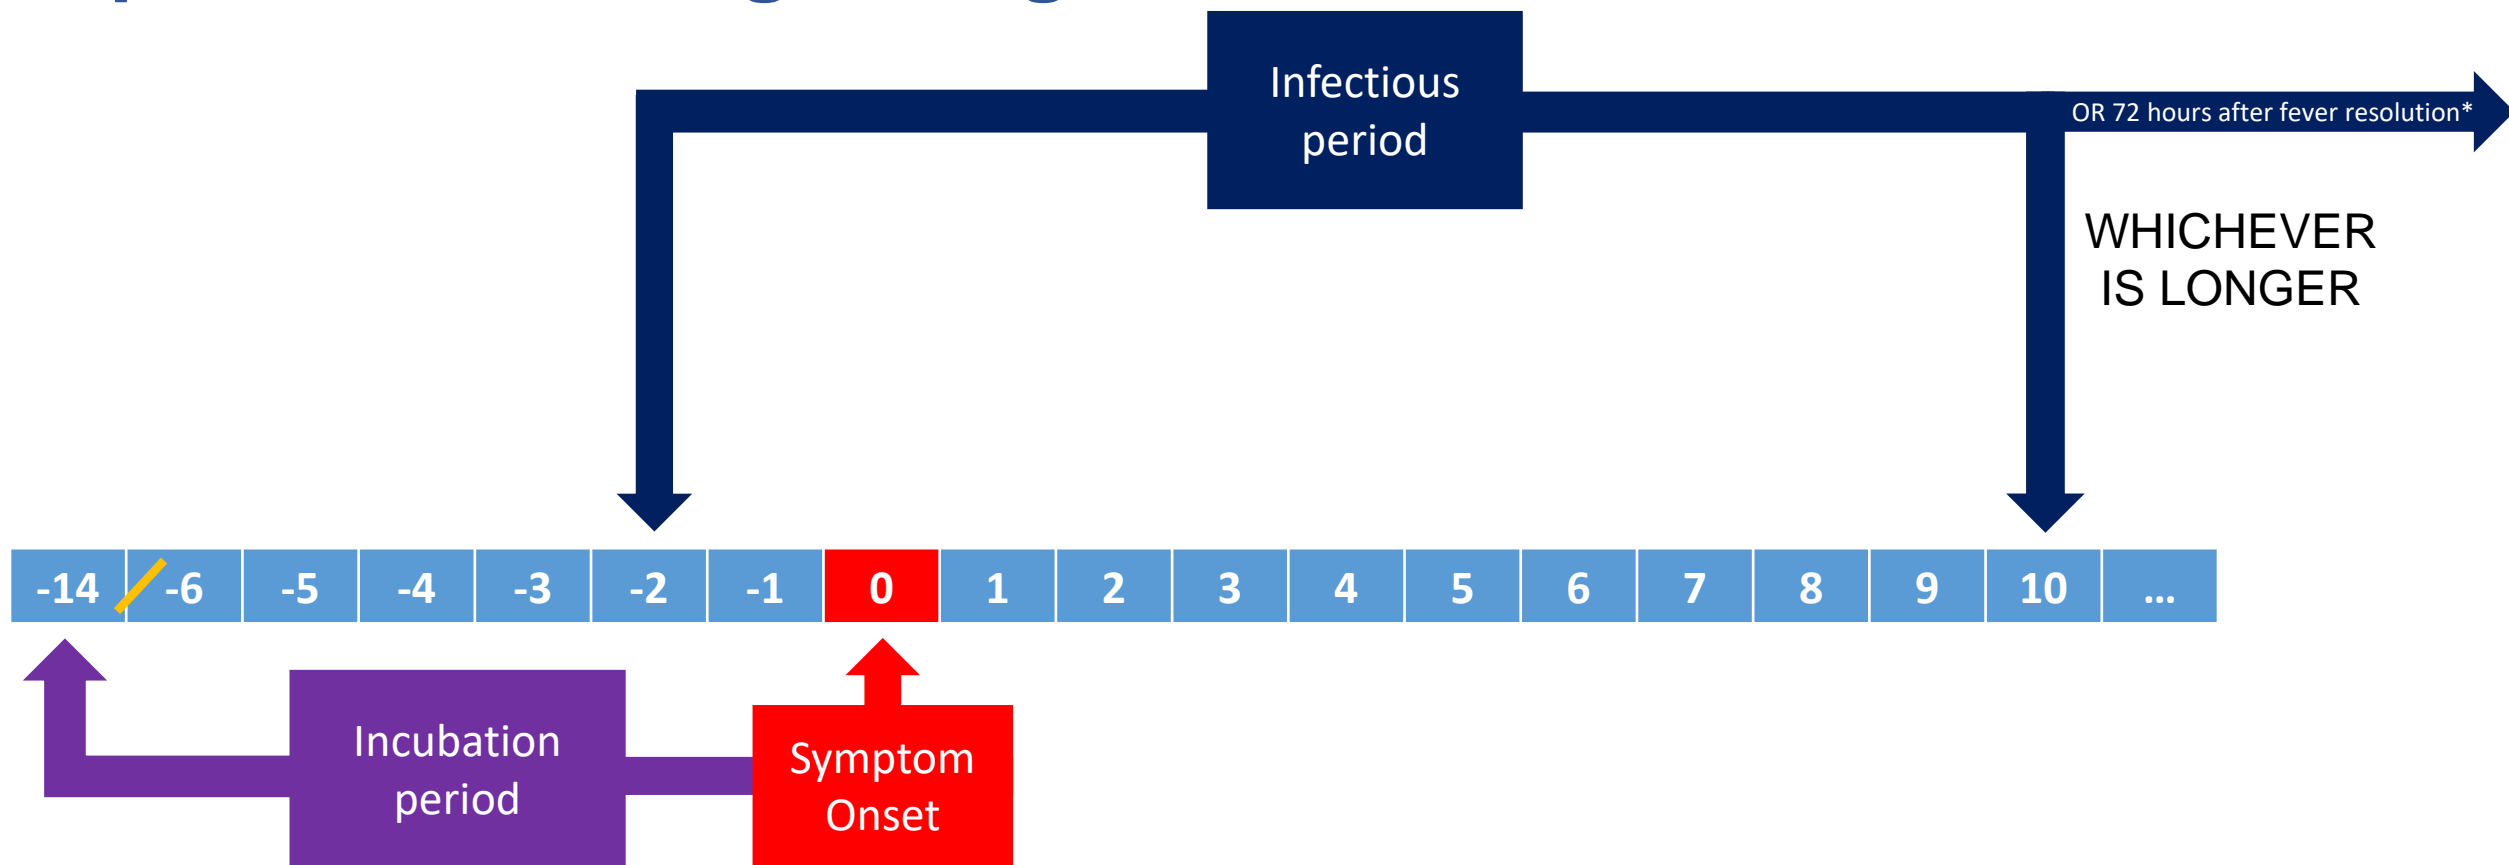 Infectious
period
OR 72 hours after fever resolution*
WHICHEVER
IS LONGER
-14 -6 -5 -4 -3 -2 -1 0 1 2 3 4 5 6 7 8 9 10 ...
Incubation
period
Symptom
Onset